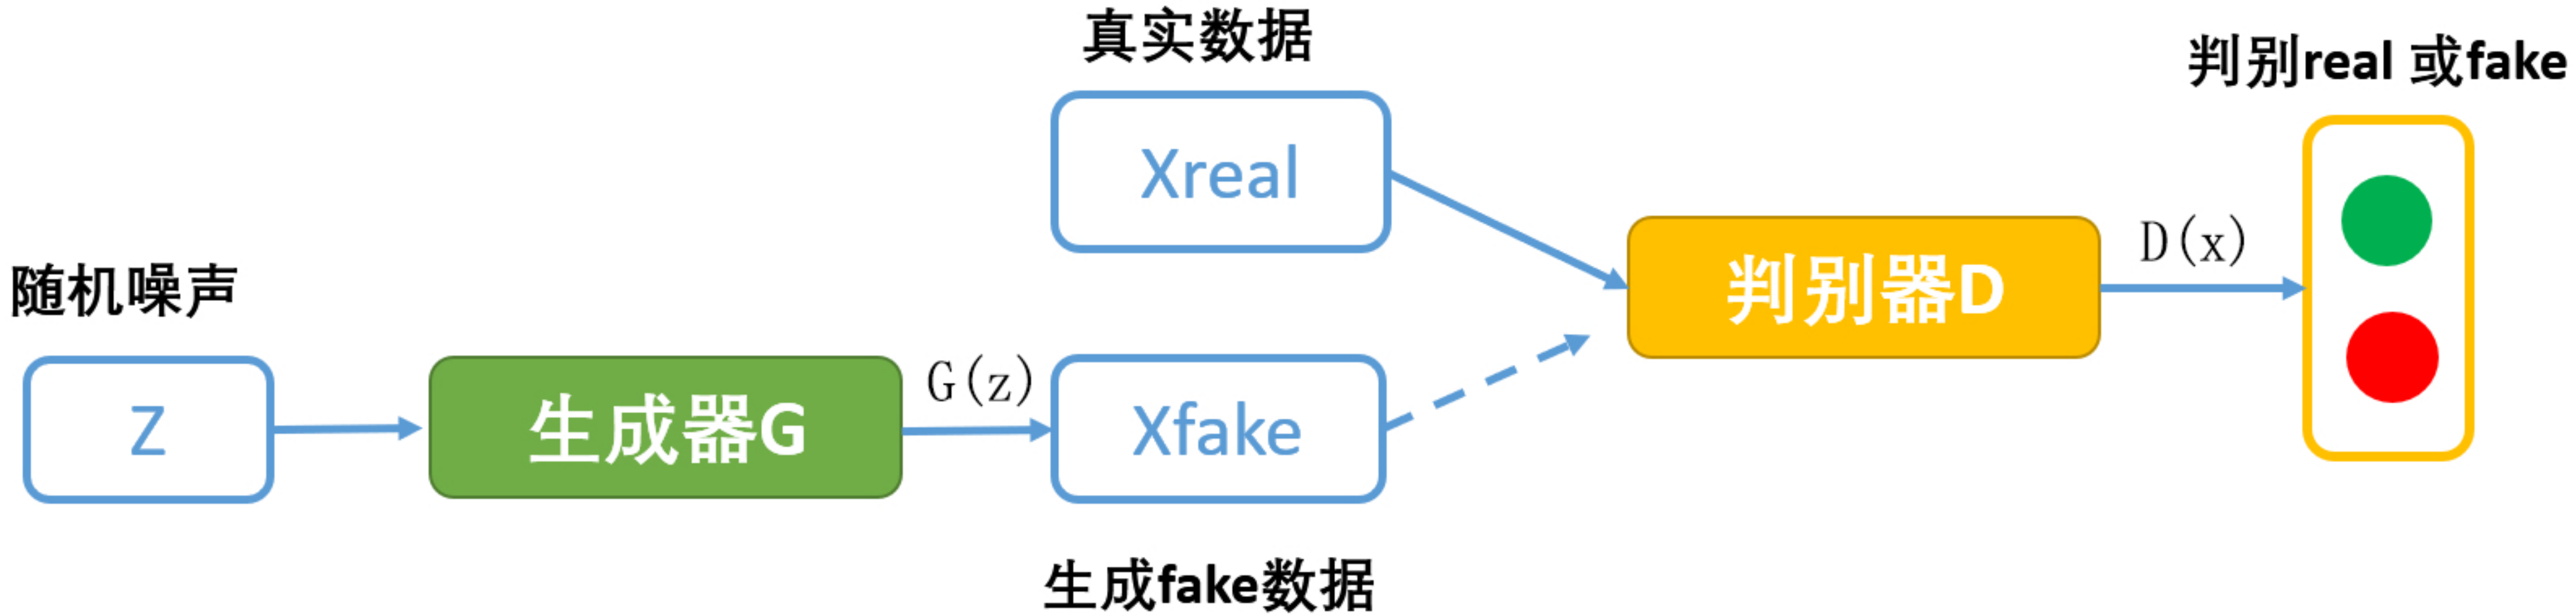 真实数据
判别real 或fake
Xreal
随机噪声
判别器D
D(x)
Z
生成器G
G(z)
Xfake
生成fake数据